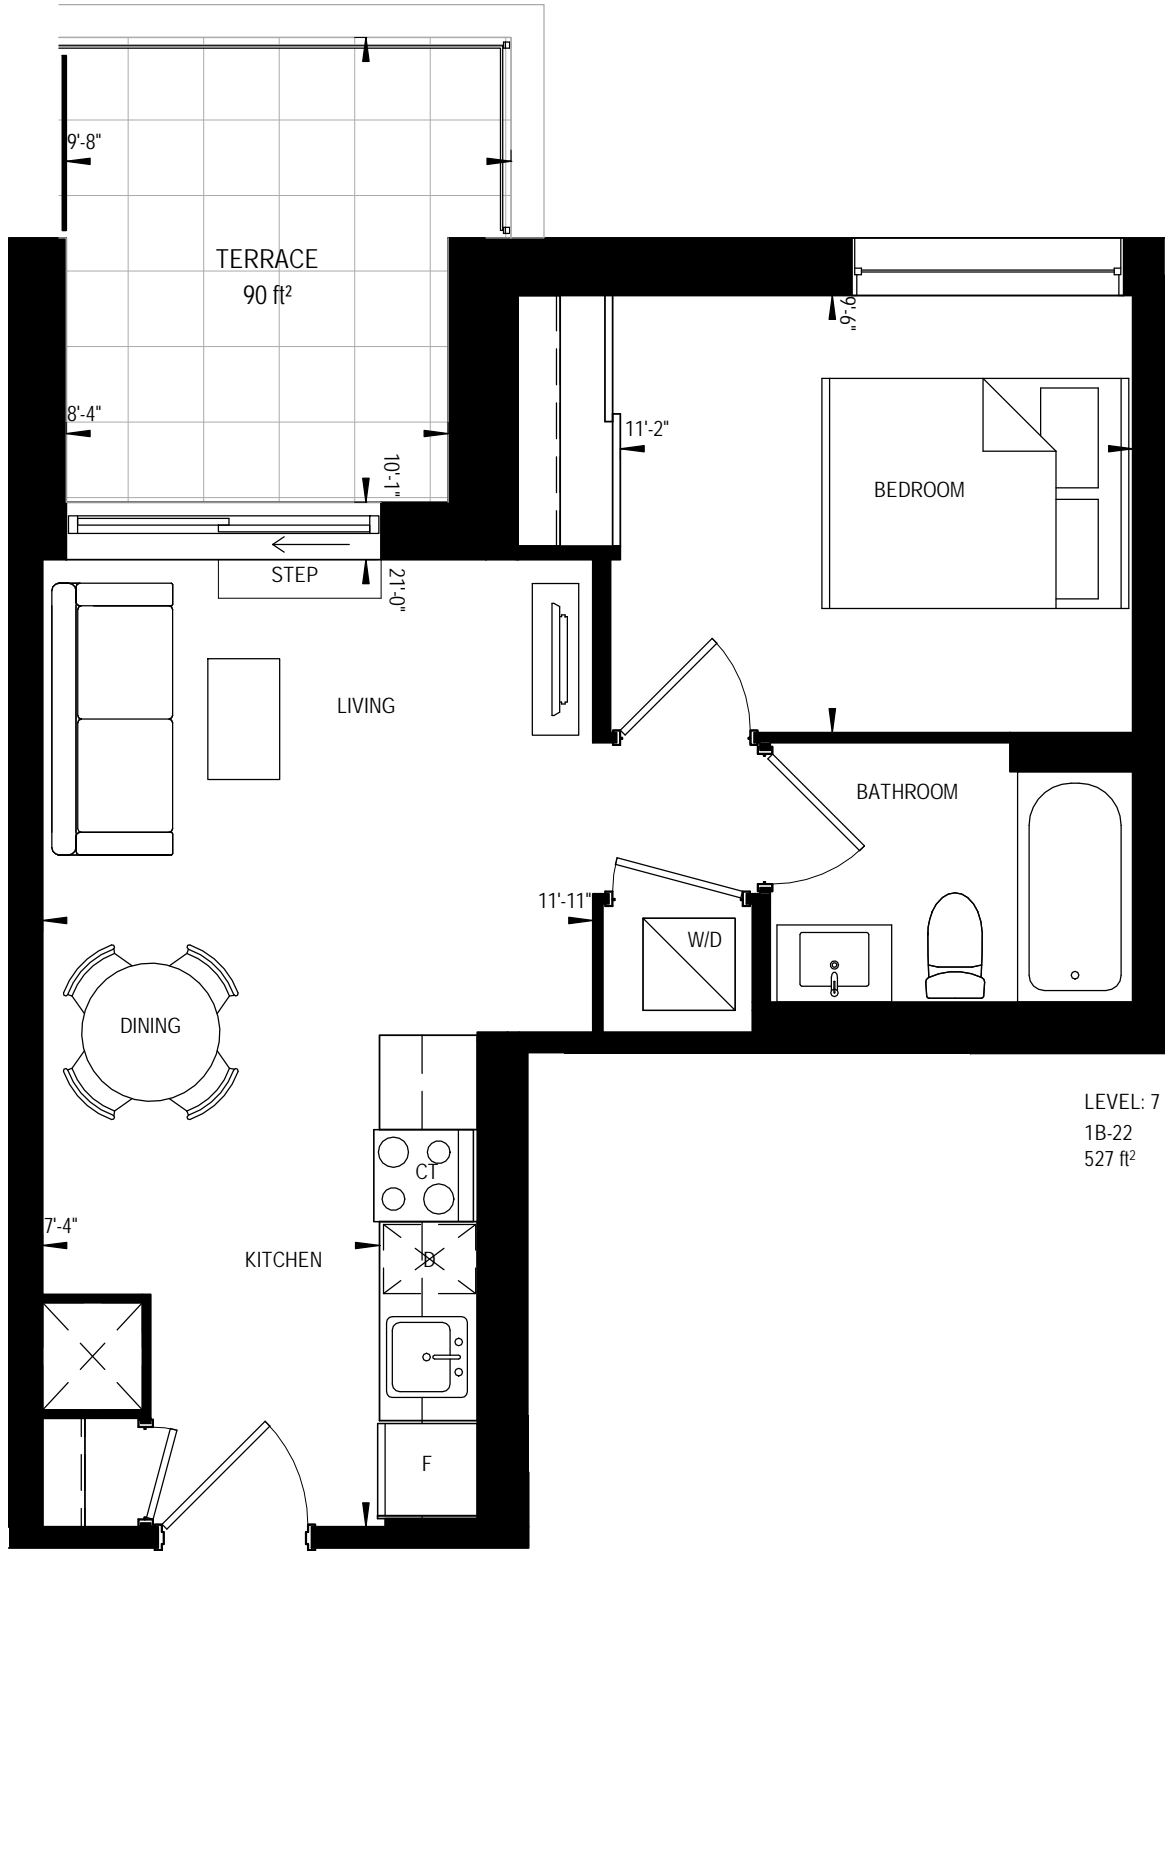 9'-8"
TERRACE
90 ft²
9'-6"
8'-4"
11'-2"
10'-1"
BEDROOM
STEP
21'-0"
LIVING
BATHROOM
11'-11"
W/D
DINING
LEVEL: 7
1B-22
527 ft²
CT
7'-4"
KITCHEN
D
F